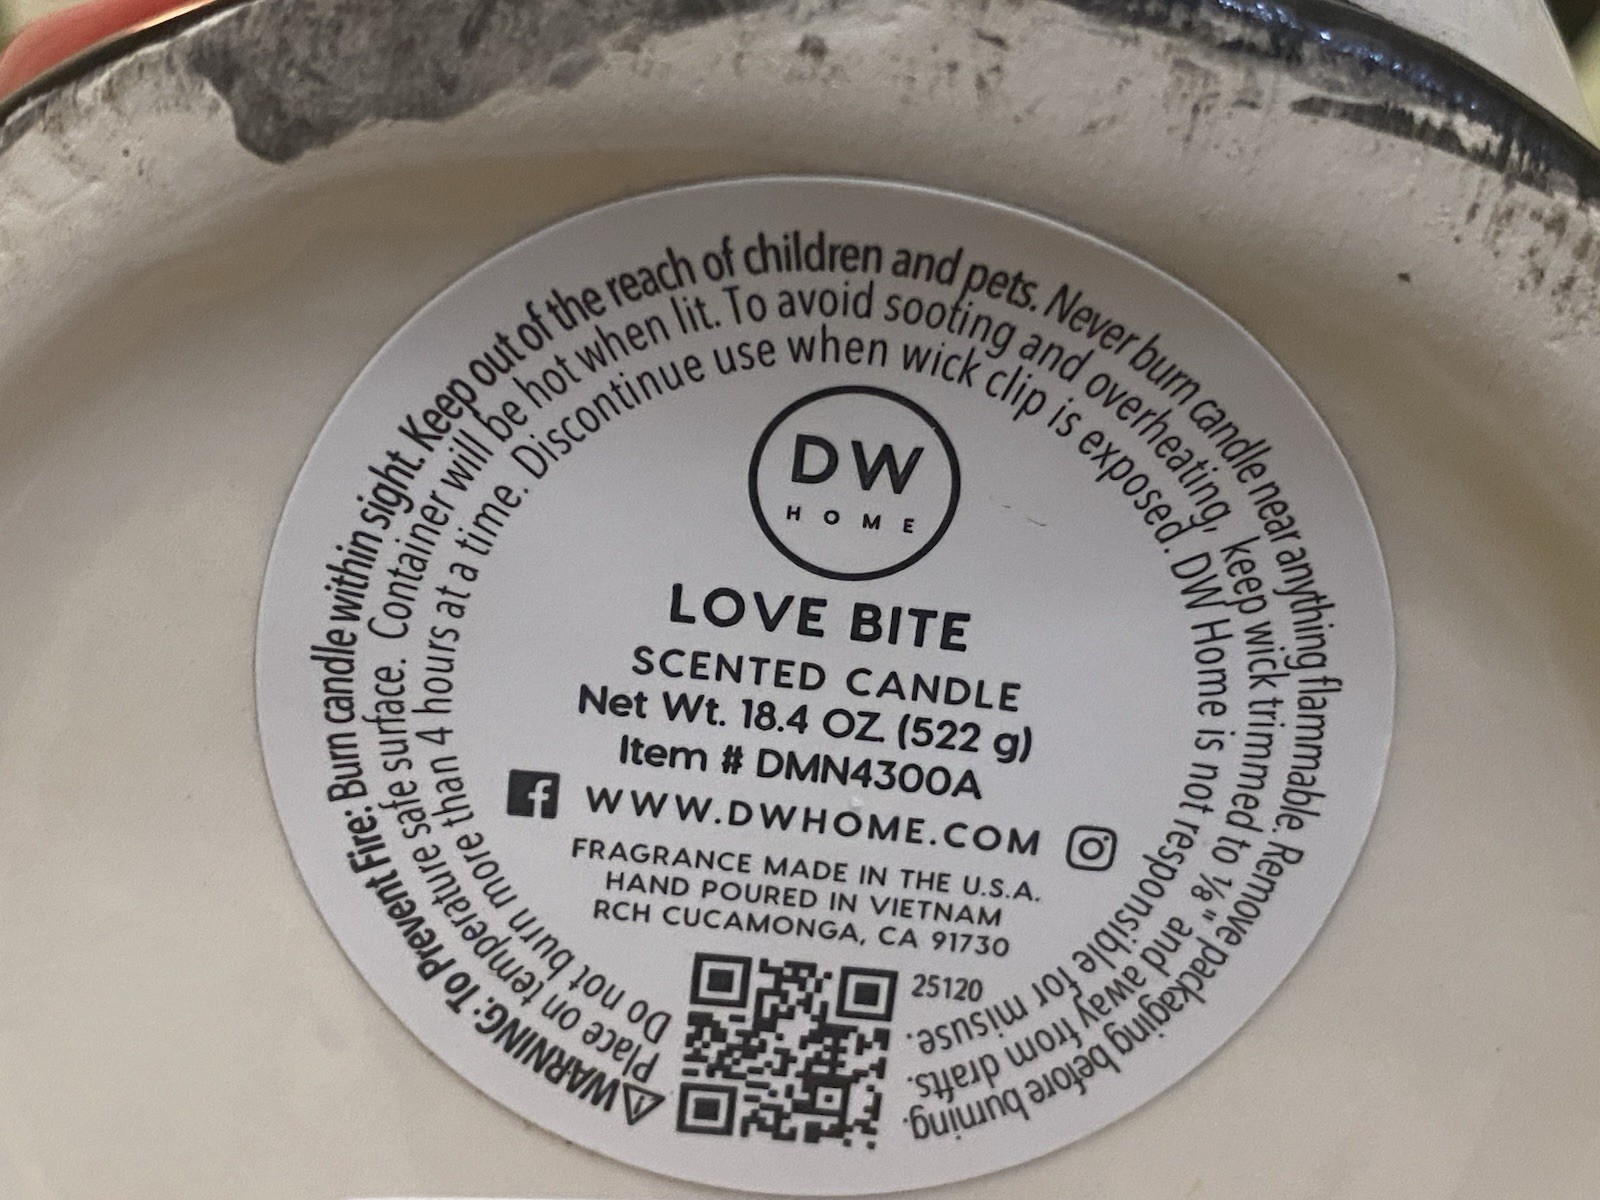 ⚠WARNING: To Prevent Fire: Burn candle within sight. Keep out of the reach of children and pets. Never burn candle near anything flammable. Remove packaging before burning.
Place on temperature safe surface. Container will be hot when lit. To avoid sooting and overheating, keep wick trimmed to ⅛" and away from drafts.
Do not burn more than 4 hours at a time. Discontinue use when wick clip is exposed. DW Home is not responsible for misuse.
DW
HOME
LOVE BITE
SCENTED CANDLE
Net Wt. 18.4 OZ. (522 g)
Item # DMN4300A
WWW.DWHOME.COM
FRAGRANCE MADE IN THE U.S.A.
HAND POURED IN VIETNAM
RCH CUCAMONGA, CA 91730
25120